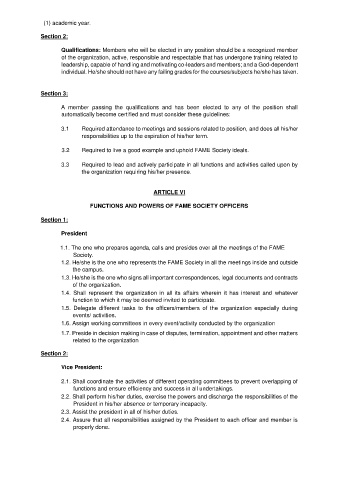 (1) academic year.
Section 2:
Qualifications: Members who will be elected in any position should be a recognized member
of the organization, active, responsible and respectable that has undergone training related to
leadership, capable of handling and motivating co-leaders and members; and a God-dependent
individual. He/she should not have any failing grades for the courses/subjects he/she has taken.
Section 3:
A member passing the qualifications and has been elected to any of the position shall
automatically become certified and must consider these guidelines:
3.1 Required attendance to meetings and sessions related to position, and does all his/her
responsibilities up to the expiration of his/her term.
3.2 Required to live a good example and uphold FAME Society ideals.
3.3 Required to lead and actively participate in all functions and activities called upon by
the organization requiring his/her presence.
ARTICLE VI
FUNCTIONS AND POWERS OF FAME SOCIETY OFFICERS
Section 1:
President
1.1. The one who prepares agenda, calls and presides over all the meetings of the FAME
Society.
1.2. He/she is the one who represents the FAME Society in all the meetings inside and outside
the campus.
1.3. He/she is the one who signs all important correspondences, legal documents and contracts
of the organization.
1.4. Shall represent the organization in all its affairs wherein it has interest and whatever
function to which it may be deemed invited to participate.
1.5. Delegate different tasks to the officers/members of the organization especially during
events/ activities.
1.6. Assign working committees in every event/activity conducted by the organization
1.7. Preside in decision making in case of disputes, termination, appointment and other matters
related to the organization
Section 2:
Vice President:
2.1. Shall coordinate the activities of different operating committees to prevent overlapping of
functions and ensure efficiency and success in all undertakings.
2.2. Shall perform his/her duties, exercise the powers and discharge the responsibilities of the
President in his/her absence or temporary incapacity.
2.3. Assist the president in all of his/her duties.
2.4. Assure that all responsibilities assigned by the President to each officer and member is
properly done.